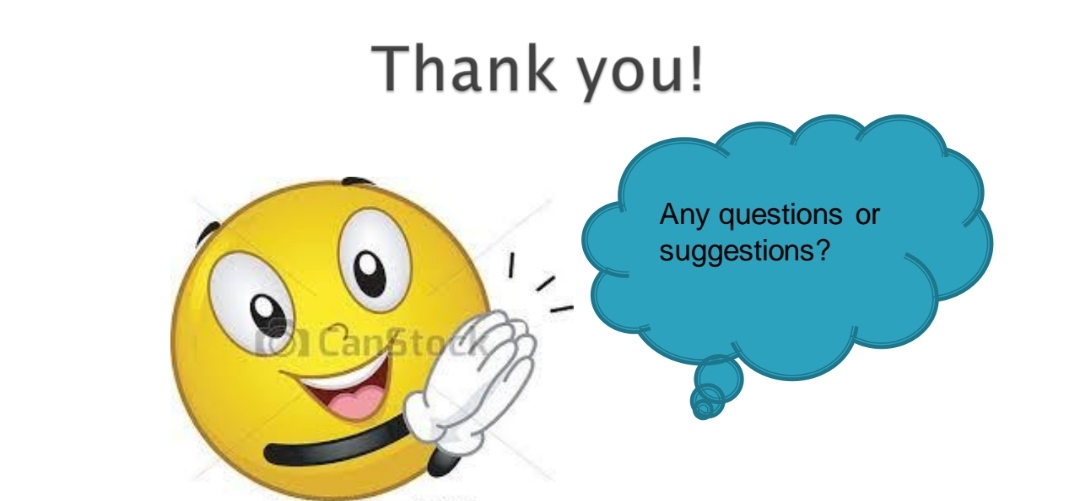 Thank you!
Any questions or
suggestions?
CanStock